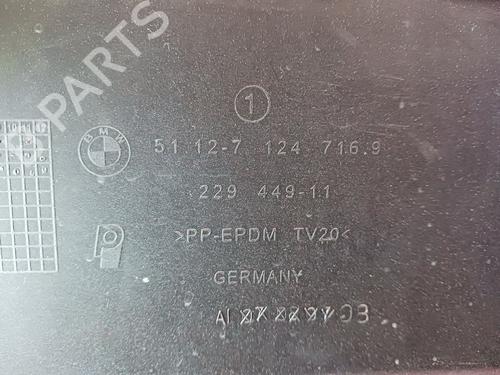 PARTS
1
BMW
51 12-7 124 716.9
229 449-11
>PP-EPDM TV20<
GERMANY